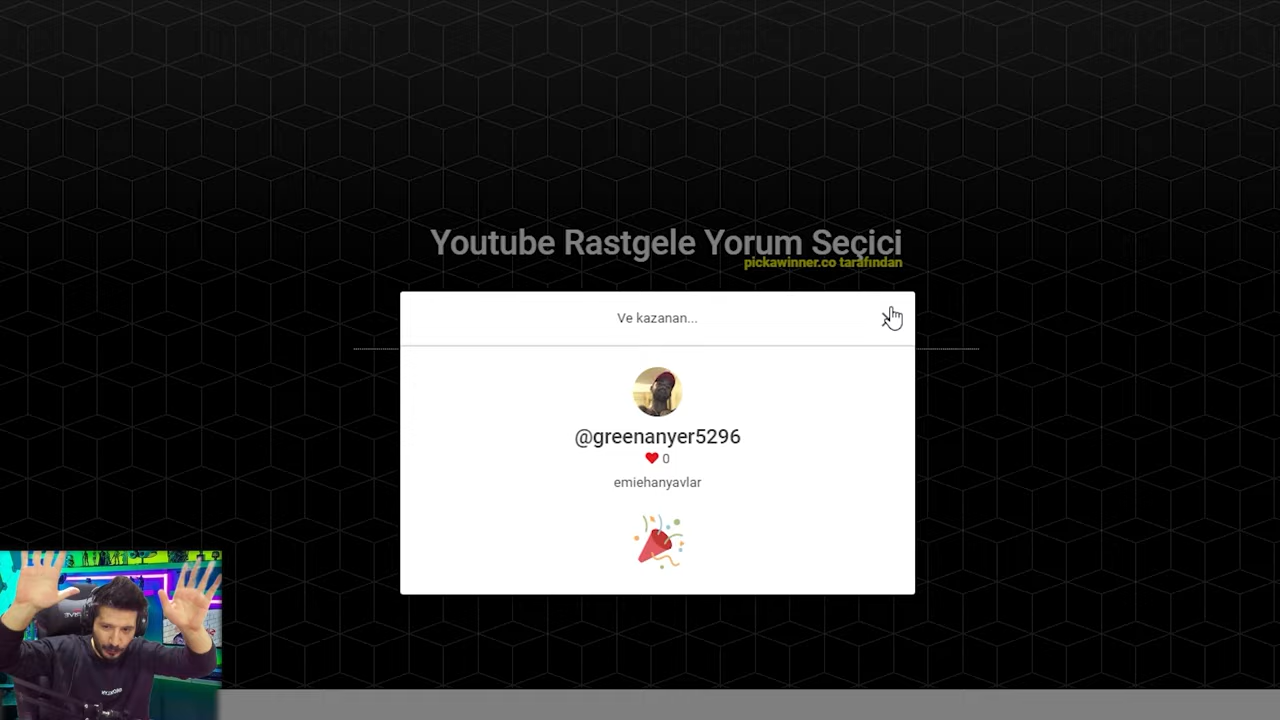 Youtube Rastgele Yorum Seçici
pickawinner.co tarafından
Ve kazanan...
@greenanyer5296
0
emiehanyavlar